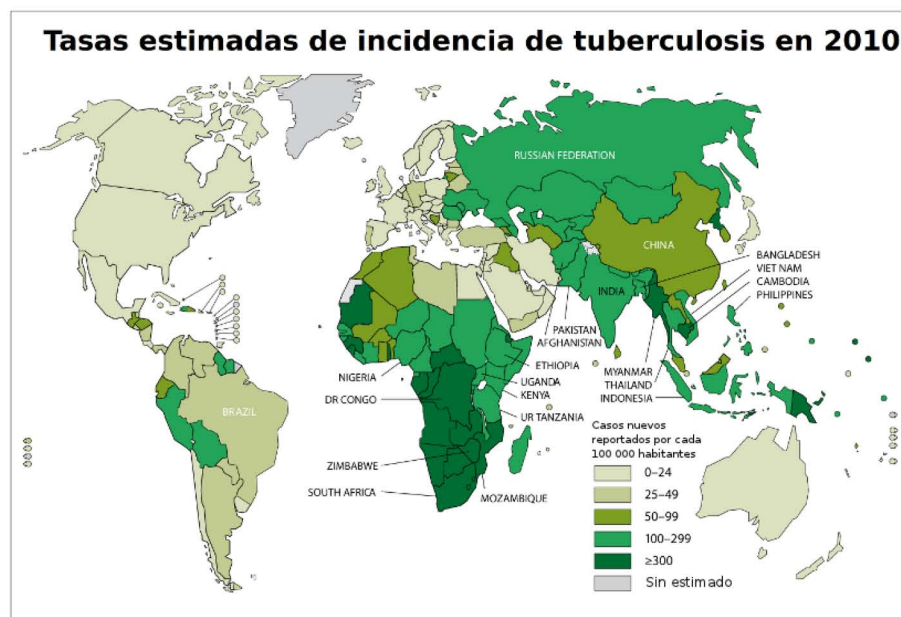 Tasas estimadas de incidencia de tuberculosis en 2010
RUSSIAN FEDERATION
CHINA
BANGLADESH
VIET NAM
CAMBODIA
PHILIPPINES
INDIA
PAKISTAN
AFGHANISTAN
ETHIOPIA
MYANMAR
THAILAND
INDONESIA
NIGERIA
UGANDA
KENYA
DR CONGO
BRAZIL
UR TANZANIA
ZIMBABWE
SOUTH AFRICA
MOZAMBIQUE
Casos nuevos
reportados por cada
100 000 habitantes
0–24
25–49
50–99
100–299
≥300
Sin estimado